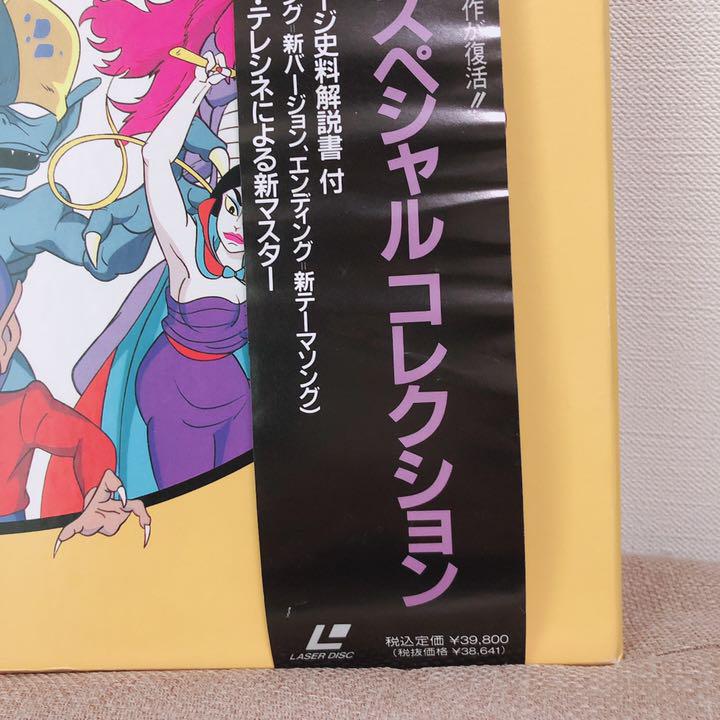 作が復活!!
スペシャル コレクション
ージ史料解説書 付
ング=新バージョン、エンディング=新テーマソング)
・テレシネによる新マスター
LASER DISC
税込定価 ¥39,800
(税抜価格 ¥38,641)